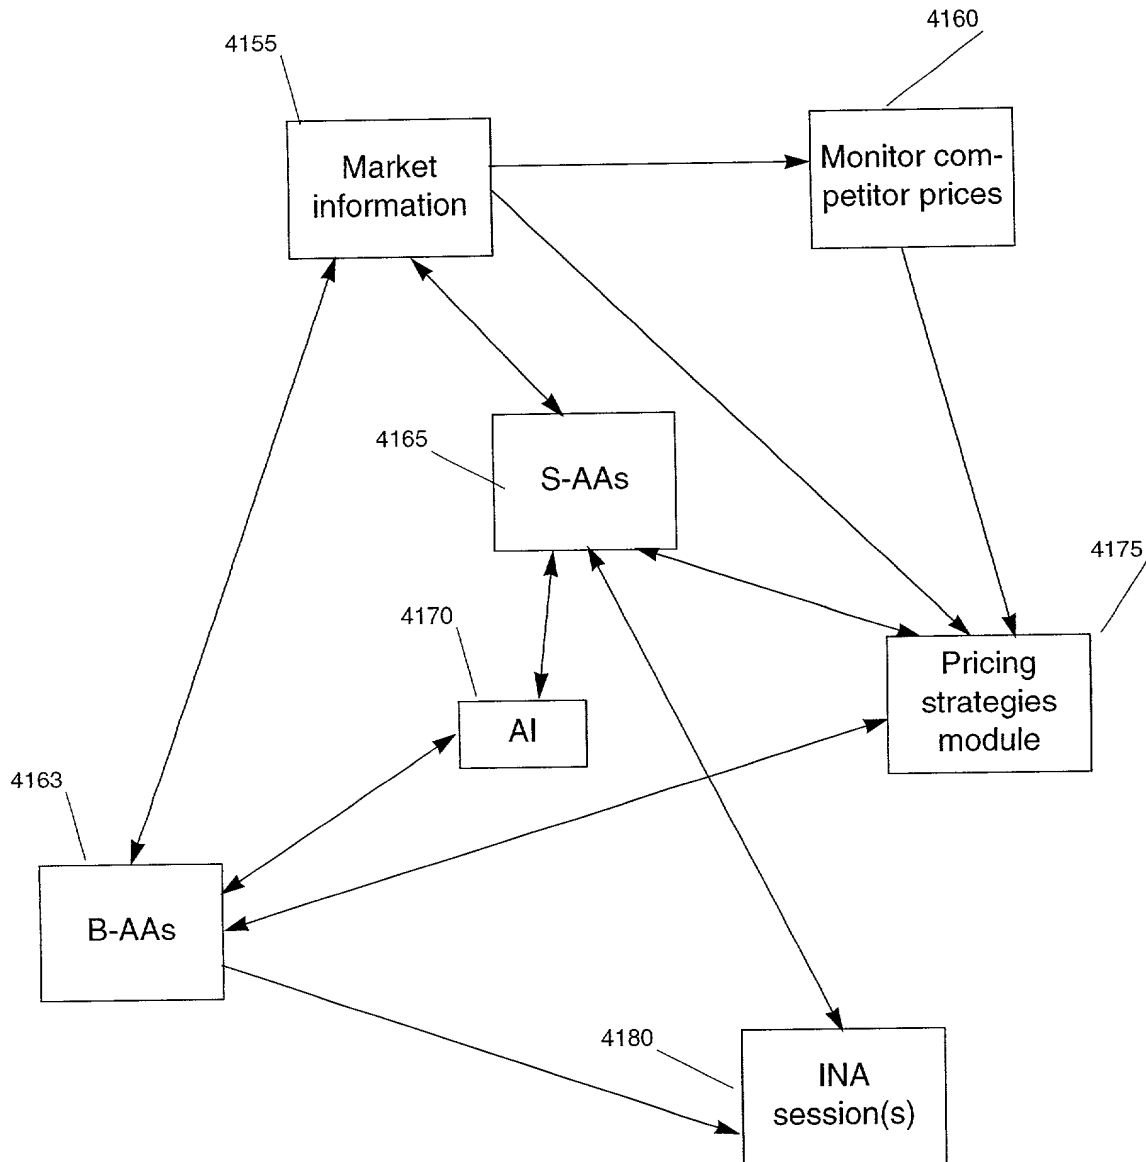 4160
4155
Market
information
Monitor com-
petitor prices
4165
S-AAs
4175
4170
AI
Pricing
strategies
module
4163
B-AAs
4180
INA
session(s)